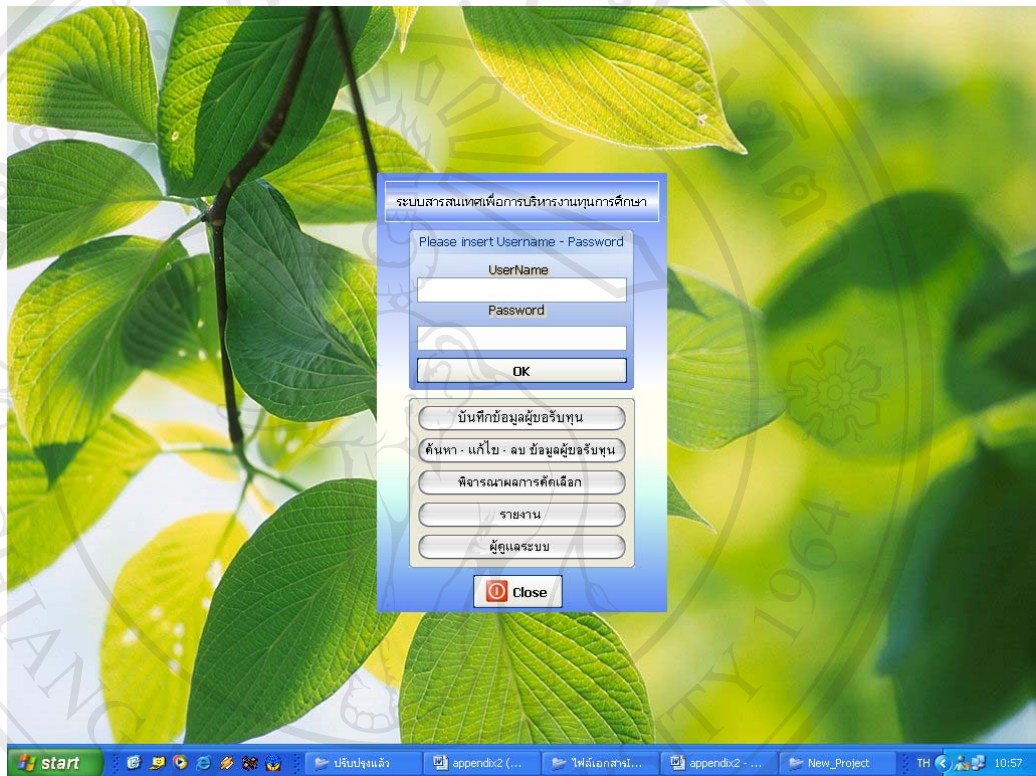 ระบบสารสนเทศเพื่อการบริหารงานทุนการศึกษา
Please insert Username - Password
UserName
Password
OK
บันทึกข้อมูลผู้ขอรับทุน
ค้นหา - แก้ไข - ลบ ข้อมูลผู้ขอรับทุน
พิจารณาผลการคัดเลือก
รายงาน
ผู้ดูแลระบบ
Close
start ปรับปรุงแล้ว appendix2 (... ไฟล์เอกสารI... appendix2 - ... New_Project TH 10:57